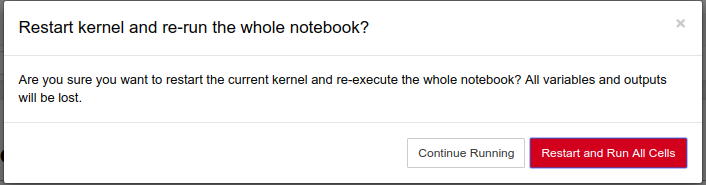 Restart kernel and re-run the whole notebook?
×
Are you sure you want to restart the current kernel and re-execute the whole notebook? All variables and outputs
will be lost.
Continue Running
Restart and Run All Cells